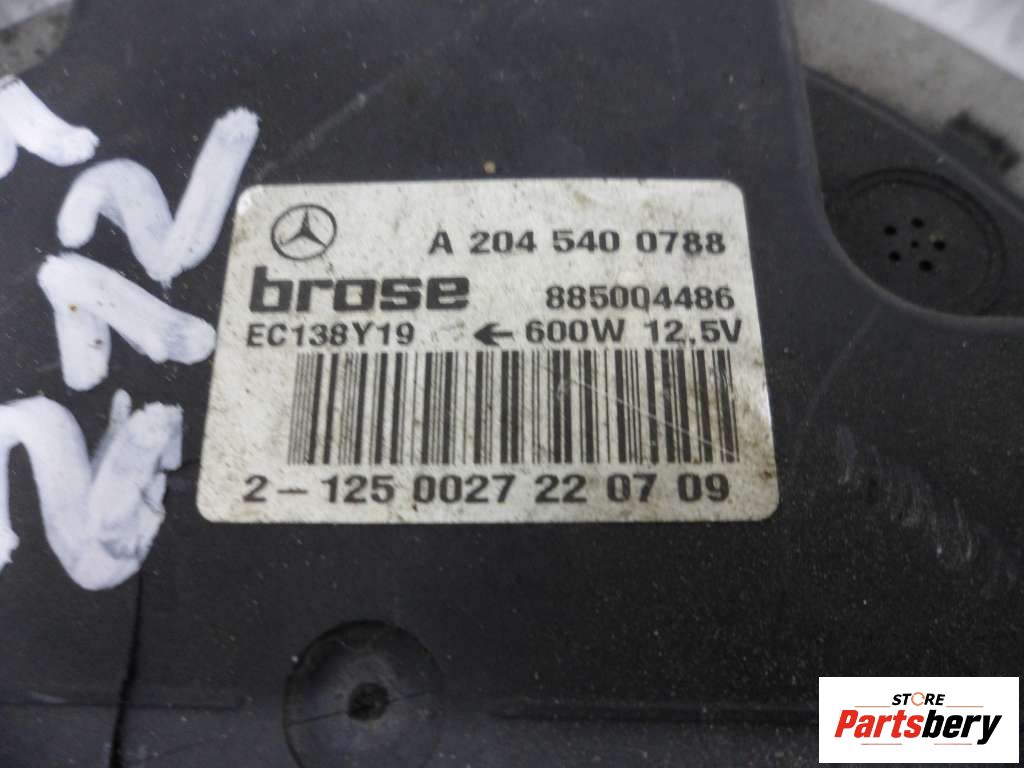 A 204 540 0788
brose 885004486
EC138Y19 ← 600W 12.5V
2-125 0027 22 07 09
STORE
Partsbery